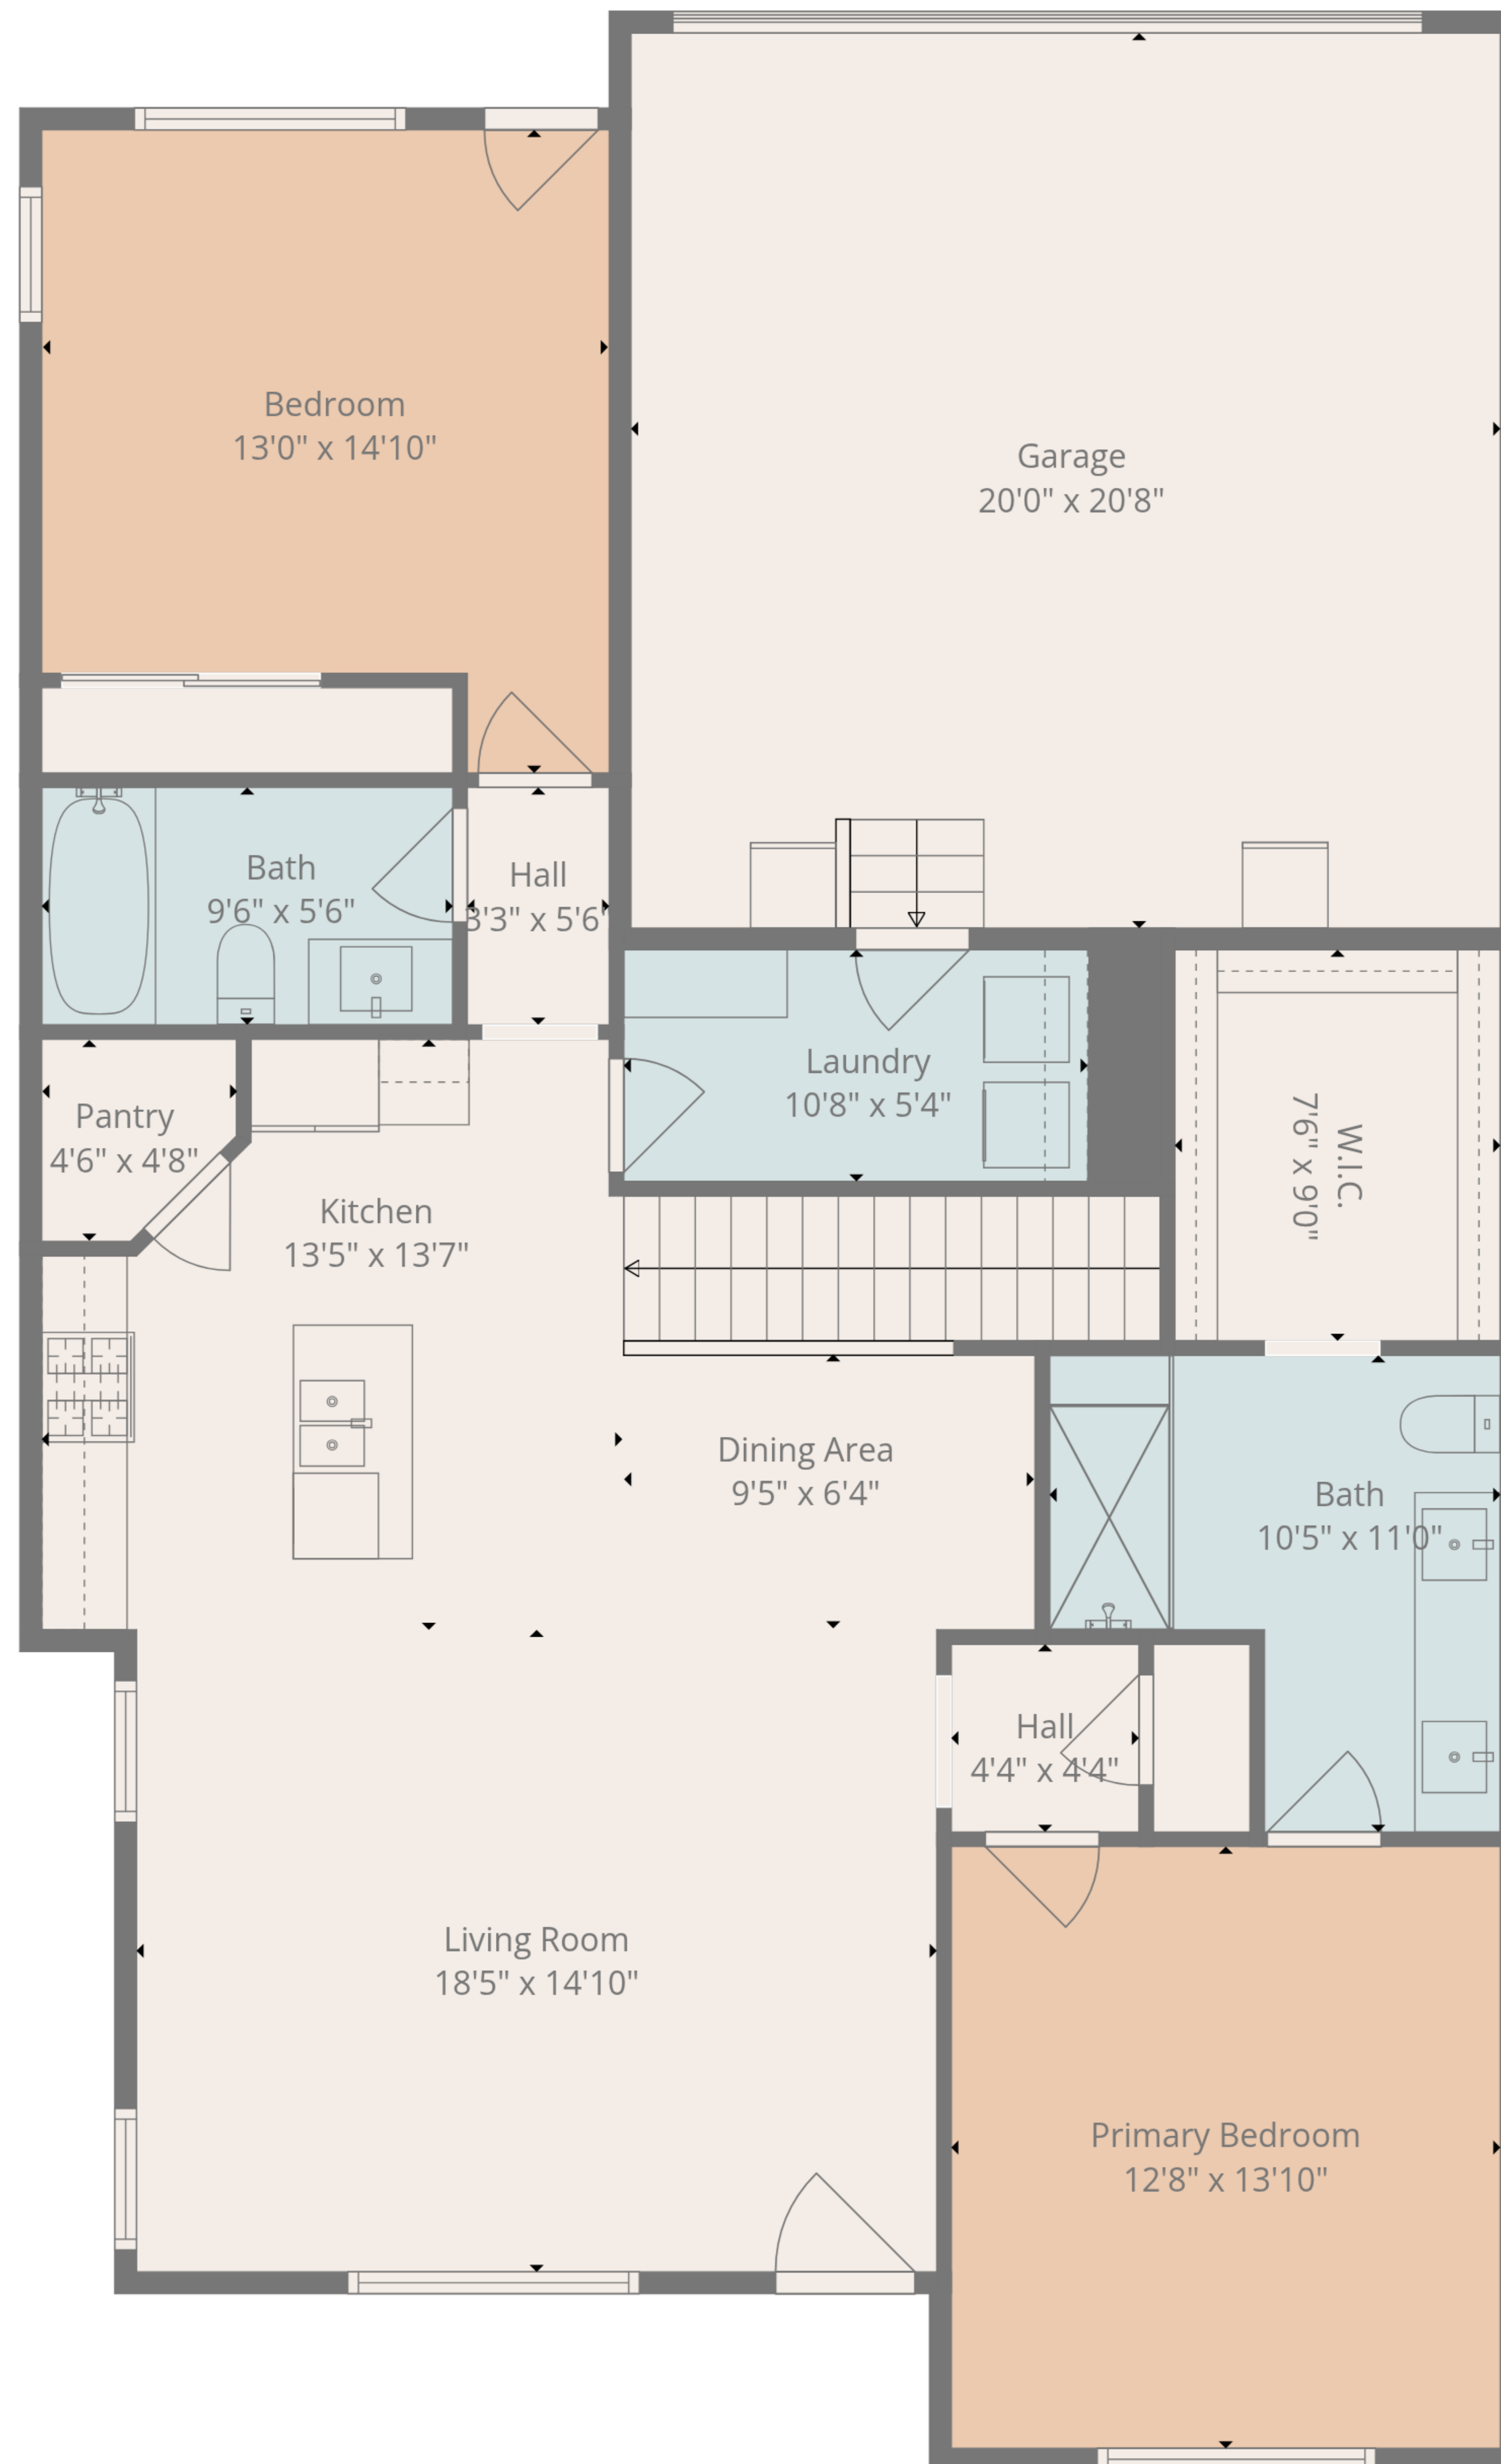 Bedroom
13'0" x 14'10"
Garage
20'0" x 20'8"
Bath
9'6" x 5'6"
Hall
3'3" x 5'6"
Laundry
10'8" x 5'4"
Pantry
4'6" x 4'8"
W.I.C.
7'6" x 9'0"
Kitchen
13'5" x 13'7"
Dining Area
9'5" x 6'4"
Bath
10'5" x 11'0"
Hall
4'4" x 4'4"
Living Room
18'5" x 14'10"
Primary Bedroom
12'8" x 13'10"